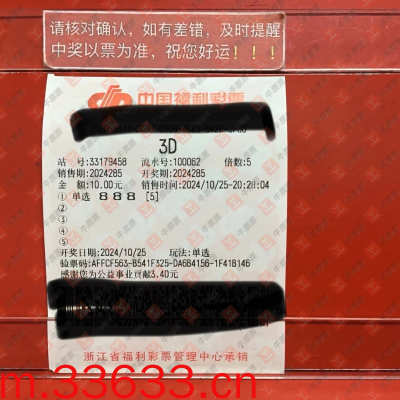 请核对确认，如有差错，及时提醒
中奖以票为准，祝您好运！！！
中国福利彩票
3D
站 号:33179458 流水号:100062 倍数:5
销售期:2024285 开奖期:2024285
金 额:10.00元 销售时间:2024/10/25-20:28:04
① 单选 8 8 8 [5]
②
③
④
⑤
开奖日期:2024/10/25 玩法:单选
验票码:AFFCF563-B541F325-DA6B4156-1F41B146
感谢您为公益事业贡献3.40元
浙江省福利彩票管理中心承销
m.33633.cn